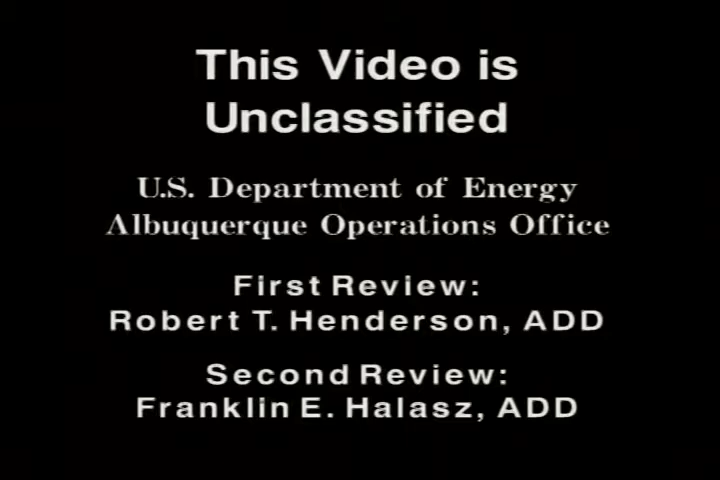 This Video is
Unclassified
U.S. Department of Energy
Albuquerque Operations Office
First Review:
Robert T. Henderson, ADD
Second Review:
Franklin E. Halasz, ADD